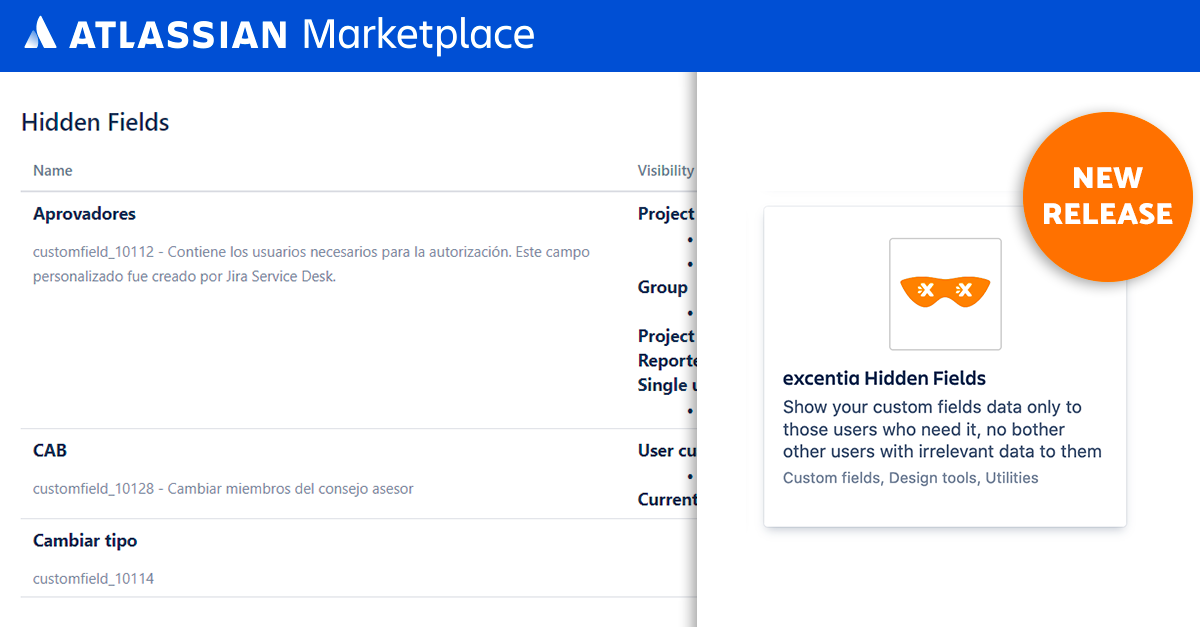 ATLASSIAN Marketplace
Hidden Fields
Name
Visibility
Aprovadores
customfield_10112 - Contiene los usuarios necesarios para la autorización. Este campo
personalizado fue creado por Jira Service Desk.
Project
Group
Project
Reporte
Single u
CAB
customfield_10128 - Cambiar miembros del consejo asesor
User cu
Current
Cambiar tipo
customfield_10114
NEW
RELEASE
excentia Hidden Fields
Show your custom fields data only to
those users who need it, no bother
other users with irrelevant data to them
Custom fields, Design tools, Utilities